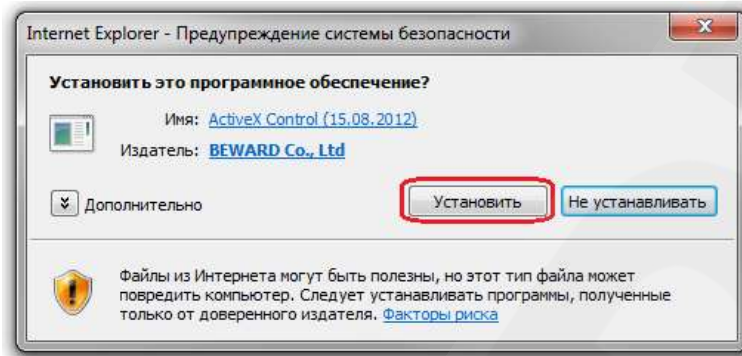 Internet Explorer - Предупреждение системы безопасности
Установить это программное обеспечение?
Имя: ActiveX Control (15.08.2012)
Издатель: BEWARD Co., Ltd
Дополнительно
Установить
Не устанавливать
Файлы из Интернета могут быть полезны, но этот тип файла может
повредить компьютер. Следует устанавливать программы, полученные
только от доверенного издателя. Факторы риска